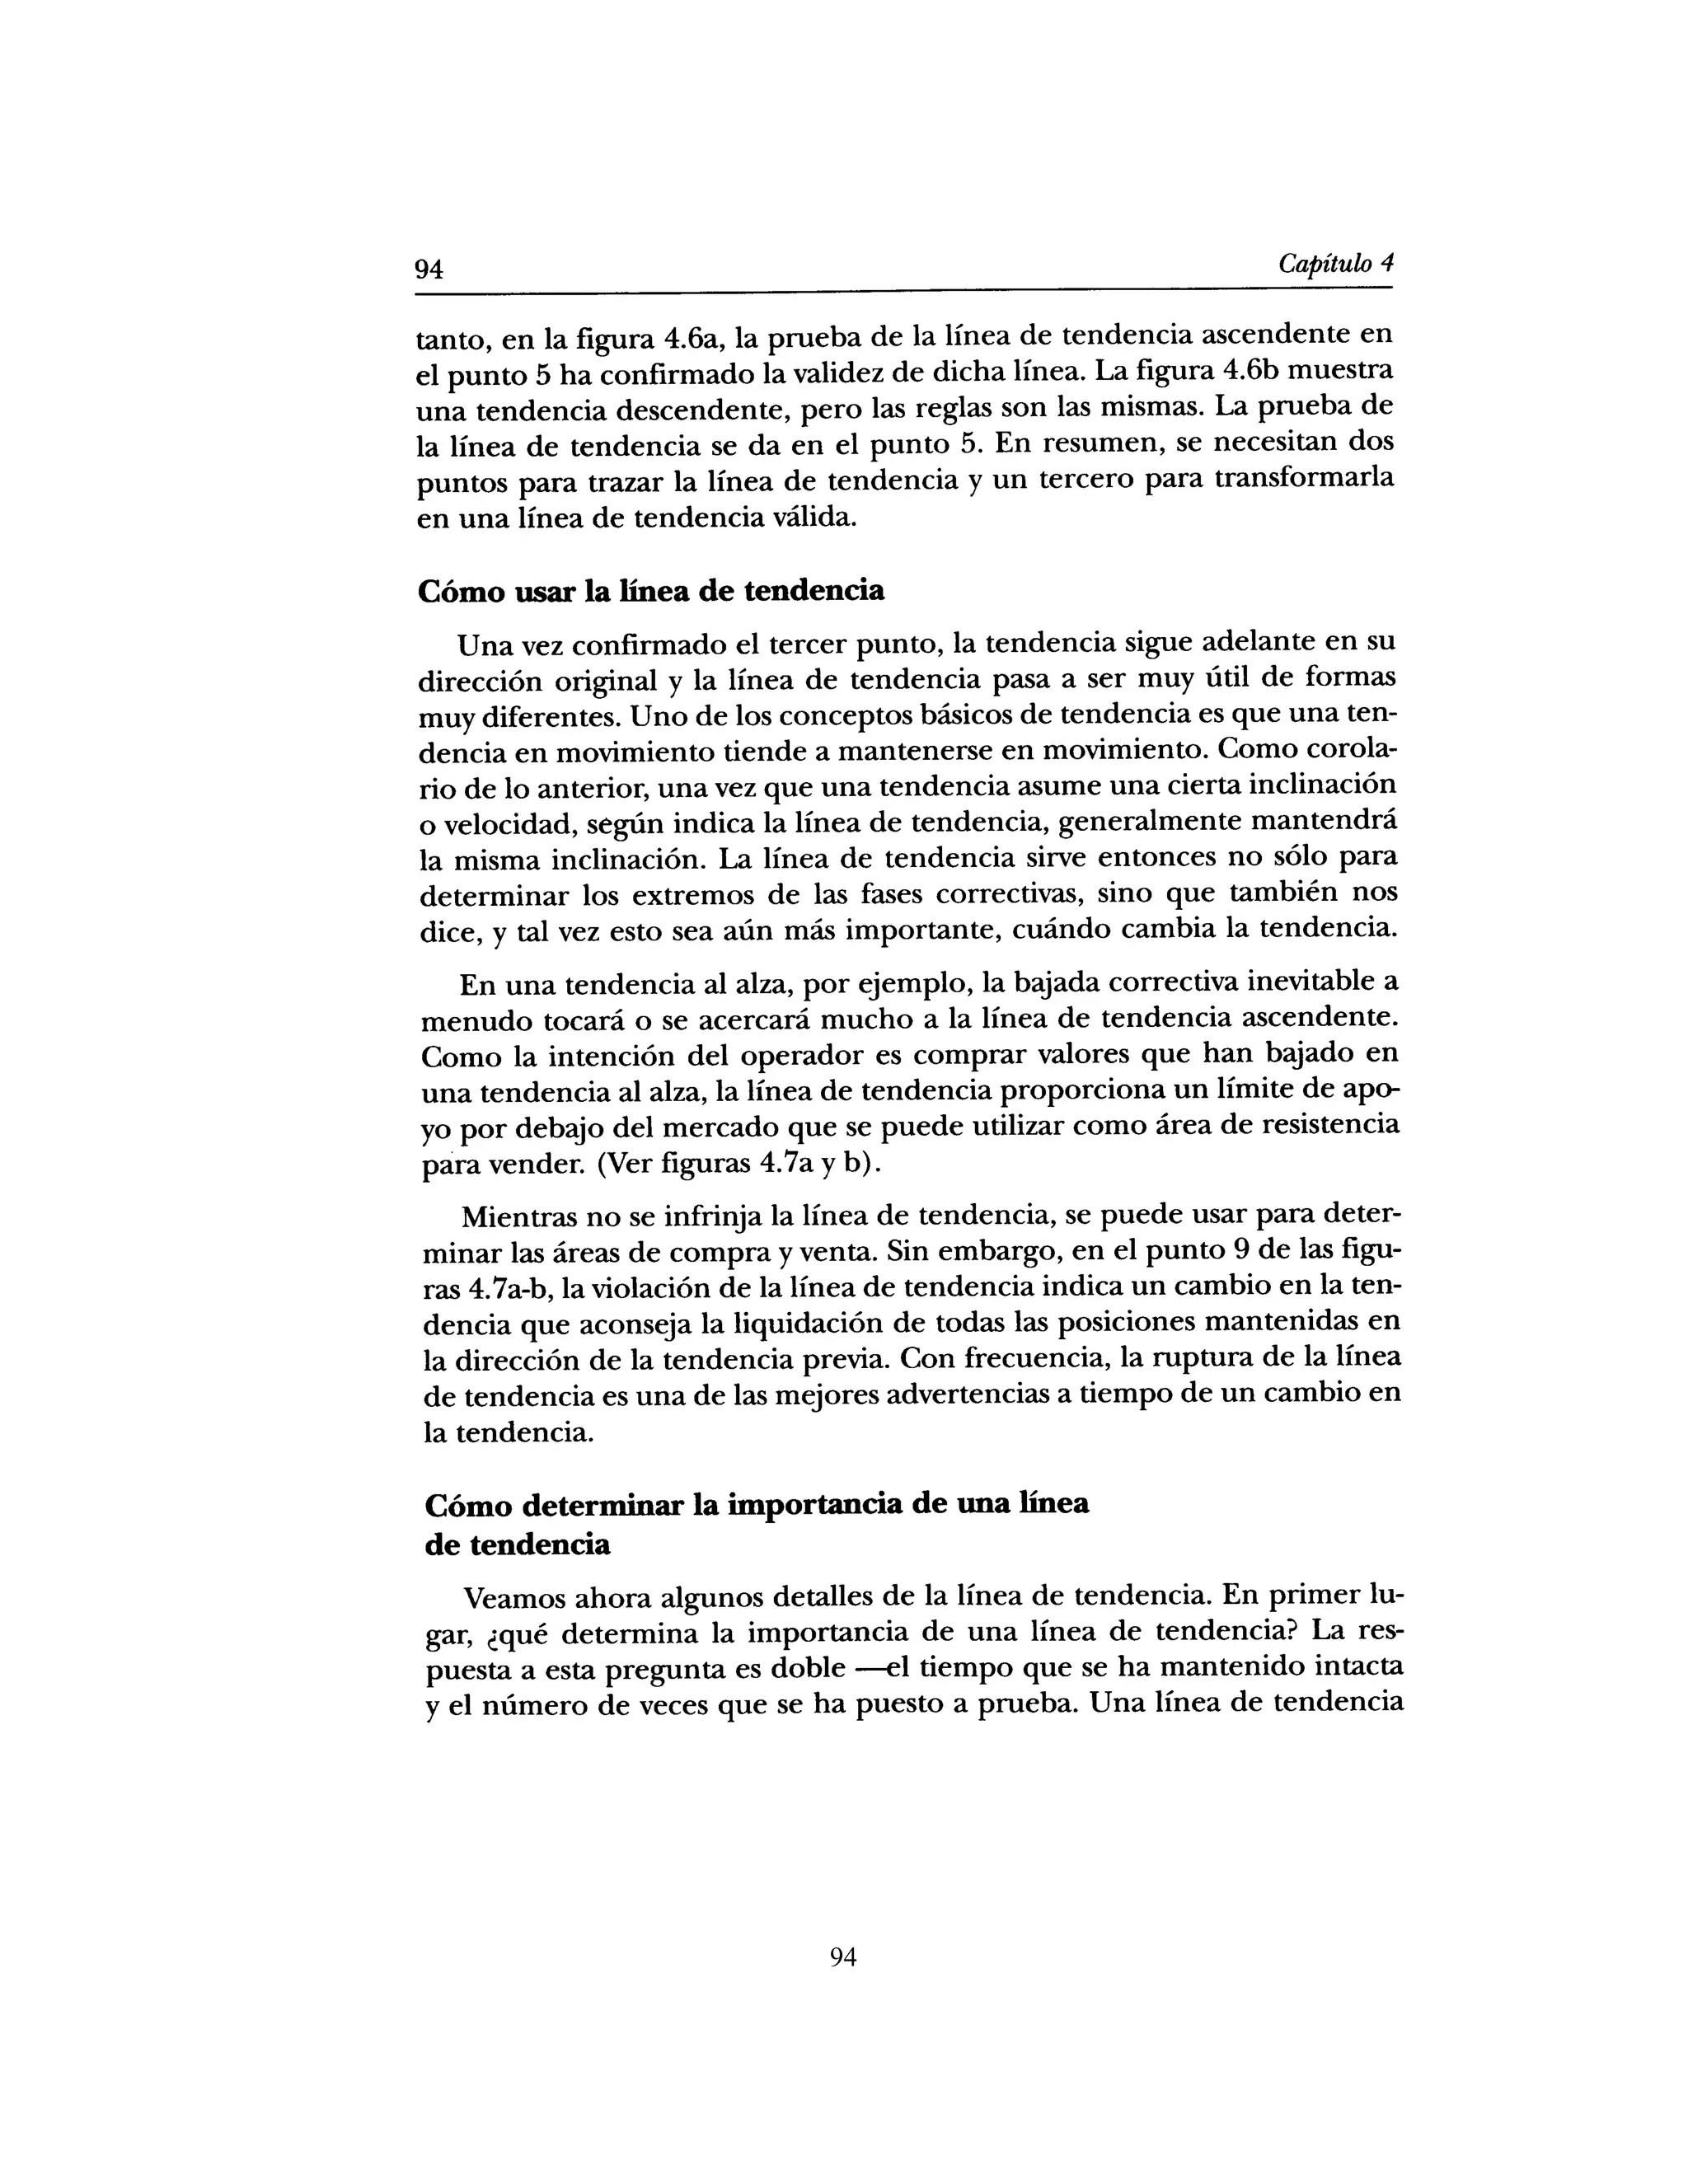 94
Capítulo 4
tanto, en la figura 4.6a, la prueba de la línea de tendencia ascendente en
el punto 5 ha confirmado la validez de dicha línea. La figura 4.6b muestra
una tendencia descendente, pero las reglas son las mismas. La prueba de
la línea de tendencia se da en el punto 5. En resumen, se necesitan dos
puntos para trazar la línea de tendencia y un tercero para transformarla
en una línea de tendencia válida.
Cómo usar la línea de tendencia
Una vez confirmado el tercer punto, la tendencia sigue adelante en su
dirección original y la línea de tendencia pasa a ser muy útil de formas
muy diferentes. Uno de los conceptos básicos de tendencia es que una ten-
dencia en movimiento tiende a mantenerse en movimiento. Como corola-
rio de lo anterior, una vez que una tendencia asume una cierta inclinación
o velocidad, según indica la línea de tendencia, generalmente mantendrá
la misma inclinación. La línea de tendencia sirve entonces no sólo para
determinar los extremos de las fases correctivas, sino que también nos
dice, y tal vez esto sea aún más importante, cuándo cambia la tendencia.
En una tendencia al alza, por ejemplo, la bajada correctiva inevitable a
menudo tocará o se acercará mucho a la línea de tendencia ascendente.
Como la intención del operador es comprar valores que han bajado en
una tendencia al alza, la línea de tendencia proporciona un límite de apo-
yo por debajo del mercado que se puede utilizar como área de resistencia
para vender. (Ver figuras 4.7a y b).
Mientras no se infrinja la línea de tendencia, se puede usar para deter-
minar las áreas de compra y venta. Sin embargo, en el punto 9 de las figu-
ras 4.7a-b, la violación de la línea de tendencia indica un cambio en la ten-
dencia que aconseja la liquidación de todas las posiciones mantenidas en
la dirección de la tendencia previa. Con frecuencia, la ruptura de la línea
de tendencia es una de las mejores advertencias a tiempo de un cambio en
la tendencia.
Cómo determinar la importancia de una línea
de tendencia
Veamos ahora algunos detalles de la línea de tendencia. En primer lu-
gar, ¿qué determina la importancia de una línea de tendencia? La res-
puesta a esta pregunta es doble —el tiempo que se ha mantenido intacta
y el número de veces que se ha puesto a prueba. Una línea de tendencia
94